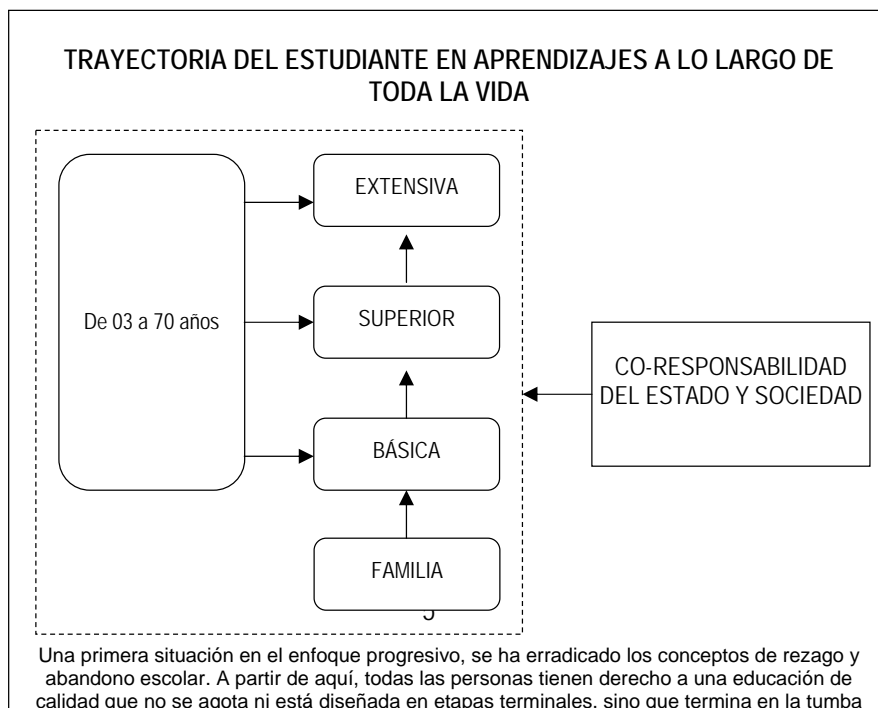 TRAYECTORIA DEL ESTUDIANTE EN APRENDIZAJES A LO LARGO DE
TODA LA VIDA
EXTENSIVA
De 03 a 70 años
SUPERIOR
CO-RESPONSABILIDAD
DEL ESTADO Y SOCIEDAD
BÁSICA
FAMILIA
Una primera situación en el enfoque progresivo, se ha erradicado los conceptos de rezago y
abandono escolar. A partir de aquí, todas las personas tienen derecho a una educación de
calidad que no se agota ni está diseñada en etapas terminales, sino que termina en la tumba